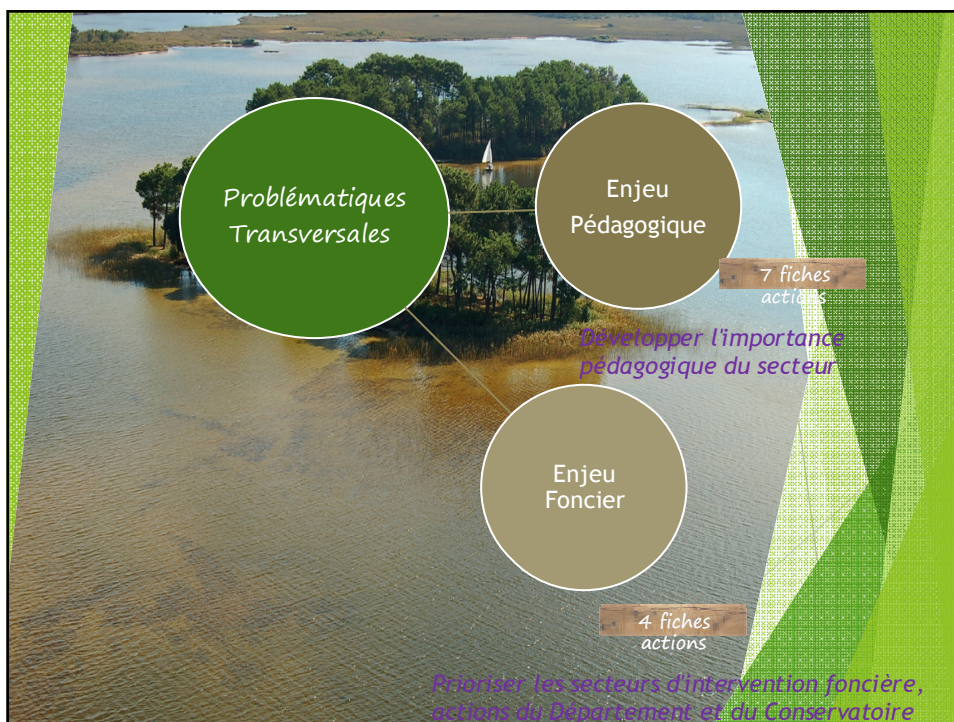 Problématiques
Transversales
Enjeu
Pédagogique
7 fiches
actions
Développer l'importance
pédagogique du secteur
Enjeu
Foncier
4 fiches
actions
Prioriser les secteurs d'intervention foncière,
actions du Département et du Conservatoire